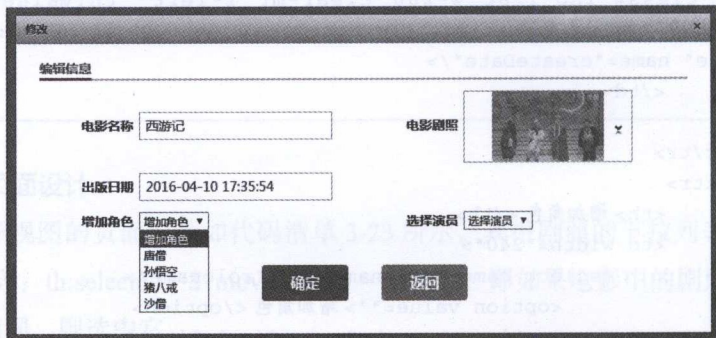 修改 ×
编辑信息
电影名称 西游记
电影剧照
出版日期 2016-04-10 17:35:54
增加角色 增加角色
选择演员 选择演员
增加角色
唐僧
孙悟空
猪八戒
沙僧
确定 返回